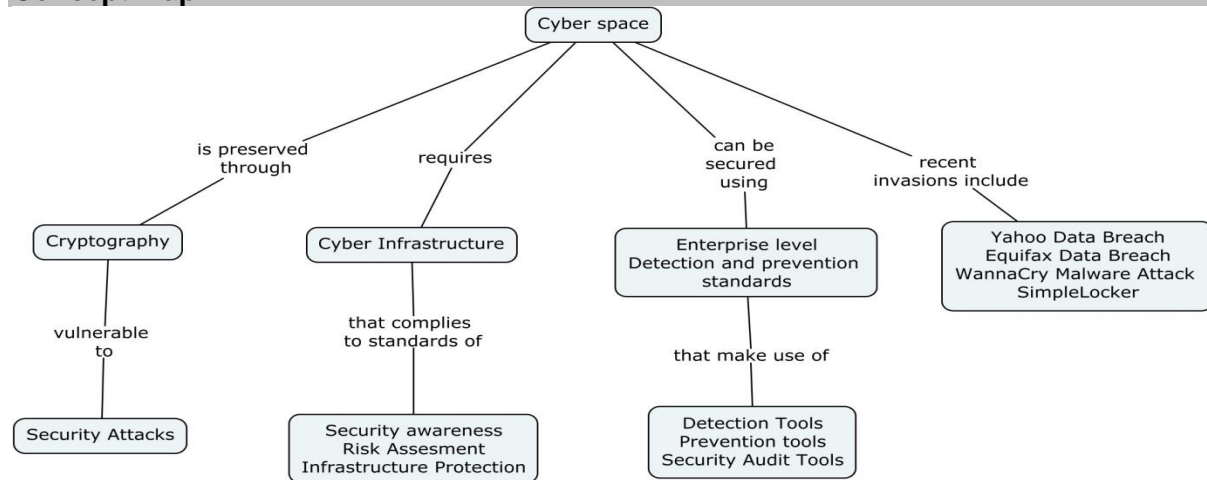 Cyber space
is preserved
through
requires
can be
secured
using
recent
invasions include
Cryptography
Cyber Infrastructure
Enterprise level
Detection and prevention
standards
Yahoo Data Breach
Equifax Data Breach
WannaCry Malware Attack
SimpleLocker
vulnerable
to
that complies
to standards of
that make use of
Security Attacks
Security awareness
Risk Assesment
Infrastructure Protection
Detection Tools
Prevention tools
Security Audit Tools